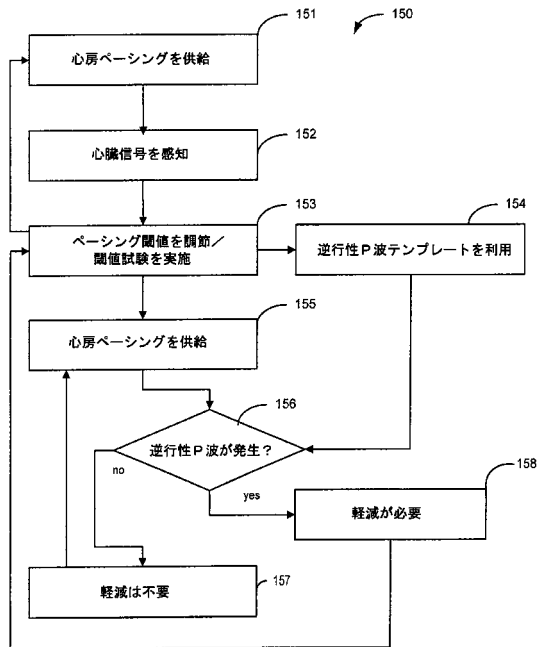 151
150
心房ペーシングを供給
152
心臓信号を感知
153
154
ペーシング閾値を調節／
閾値試験を実施
逆行性Ｐ波テンプレートを利用
155
心房ペーシングを供給
156
逆行性Ｐ波が発生？
no
yes
158
軽減が必要
157
軽減は不要